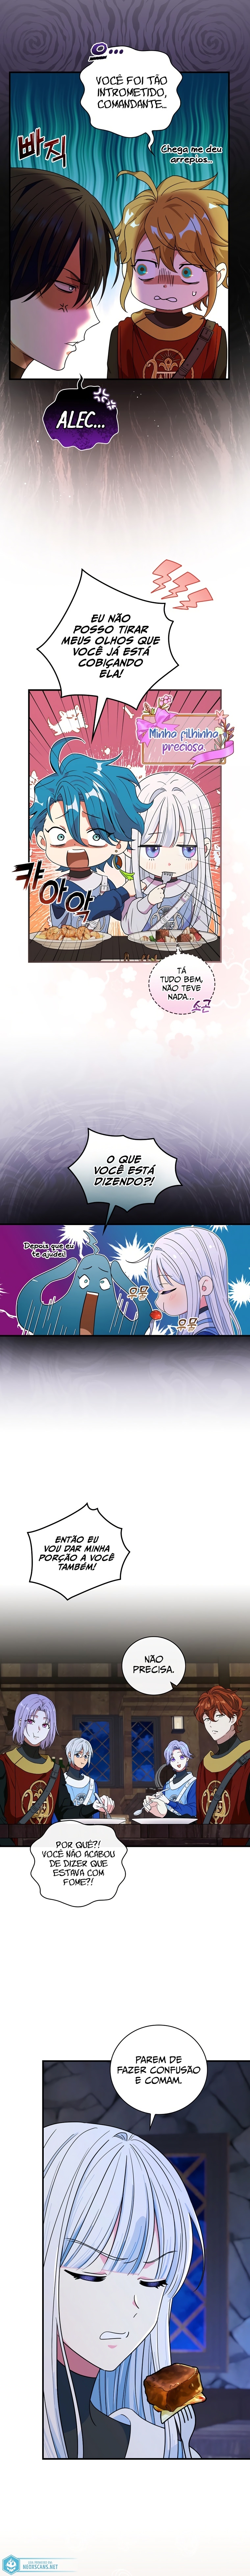 으...
VOCÊ FOI TÃO
INTROMETIDO,
COMANDANTE...
빠직
Chega me deu
arrepios...
ALEC...
EU NÃO
POSSO TIRAR
MEUS OLHOS QUE
VOCÊ JÁ ESTÁ
COBIÇANDO
ELA!
Minha filhinha
preciosa.
캬아악
TÁ
TUDO BEM,
NÃO TEVE
NADA...
소곤
O QUE
VOCÊ ESTÁ
DIZENDO?!
Depois que eu
te ajudei!
우물
우물
ENTÃO EU
VOU DAR MINHA
PORÇÃO A VOCÊ
TAMBÉM!
NÃO
PRECISA.
POR QUÊ?!
VOCÊ NÃO ACABOU
DE DIZER QUE
ESTAVA COM
FOME?!
PAREM DE
FAZER CONFUSÃO
E COMAM.
NEOXSCANS.NET